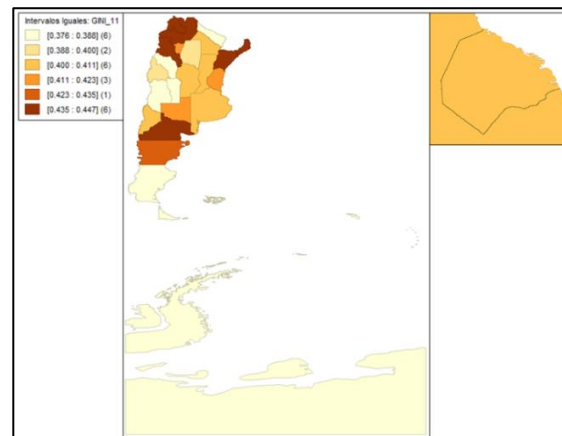 Intervalos Iguales: GINI_11
[0.376 : 0.388] (6)
[0.388 : 0.400] (2)
[0.400 : 0.411] (6)
[0.411 : 0.423] (3)
[0.423 : 0.435] (1)
[0.435 : 0.447] (6)